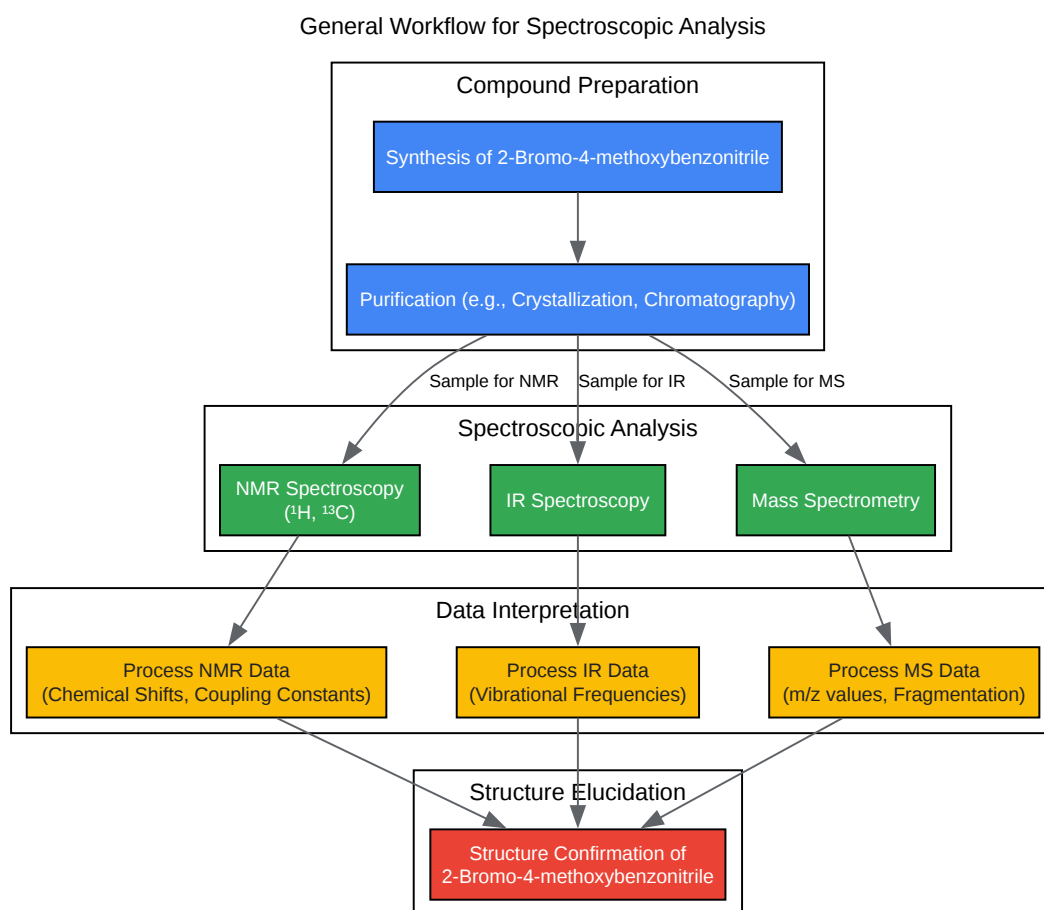 General Workflow for Spectroscopic Analysis
Compound Preparation
Synthesis of 2-Bromo-4-methoxybenzonitrile
Purification (e.g., Crystallization, Chromatography)
Sample for NMR
Sample for IR
Sample for MS
Spectroscopic Analysis
NMR Spectroscopy
(¹H, ¹³C)
IR Spectroscopy
Mass Spectrometry
Data Interpretation
Process NMR Data
(Chemical Shifts, Coupling Constants)
Process IR Data
(Vibrational Frequencies)
Process MS Data
(m/z values, Fragmentation)
Structure Elucidation
Structure Confirmation of
2-Bromo-4-methoxybenzonitrile